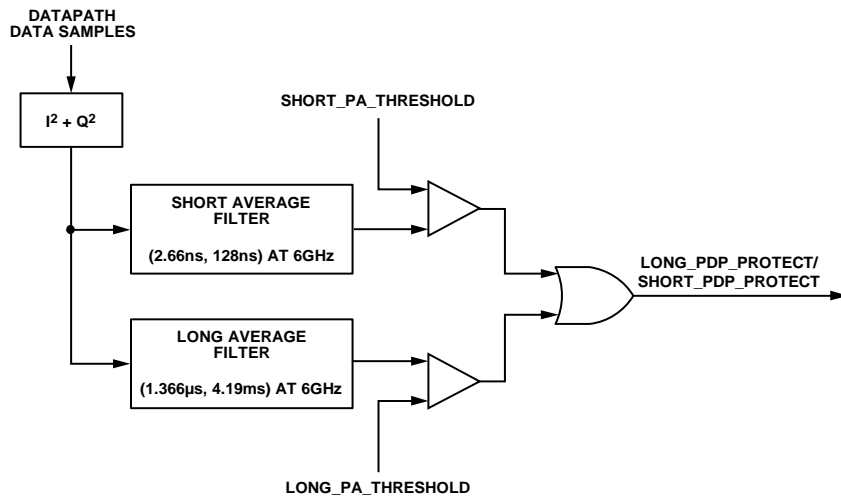 DATAPATH
DATA SAMPLES
I² + Q²
SHORT_PA_THRESHOLD
SHORT AVERAGE
FILTER
(2.66ns, 128ns) AT 6GHz
LONG_PDP_PROTECT/
SHORT_PDP_PROTECT
LONG AVERAGE
FILTER
(1.366µs, 4.19ms) AT 6GHz
LONG_PA_THRESHOLD